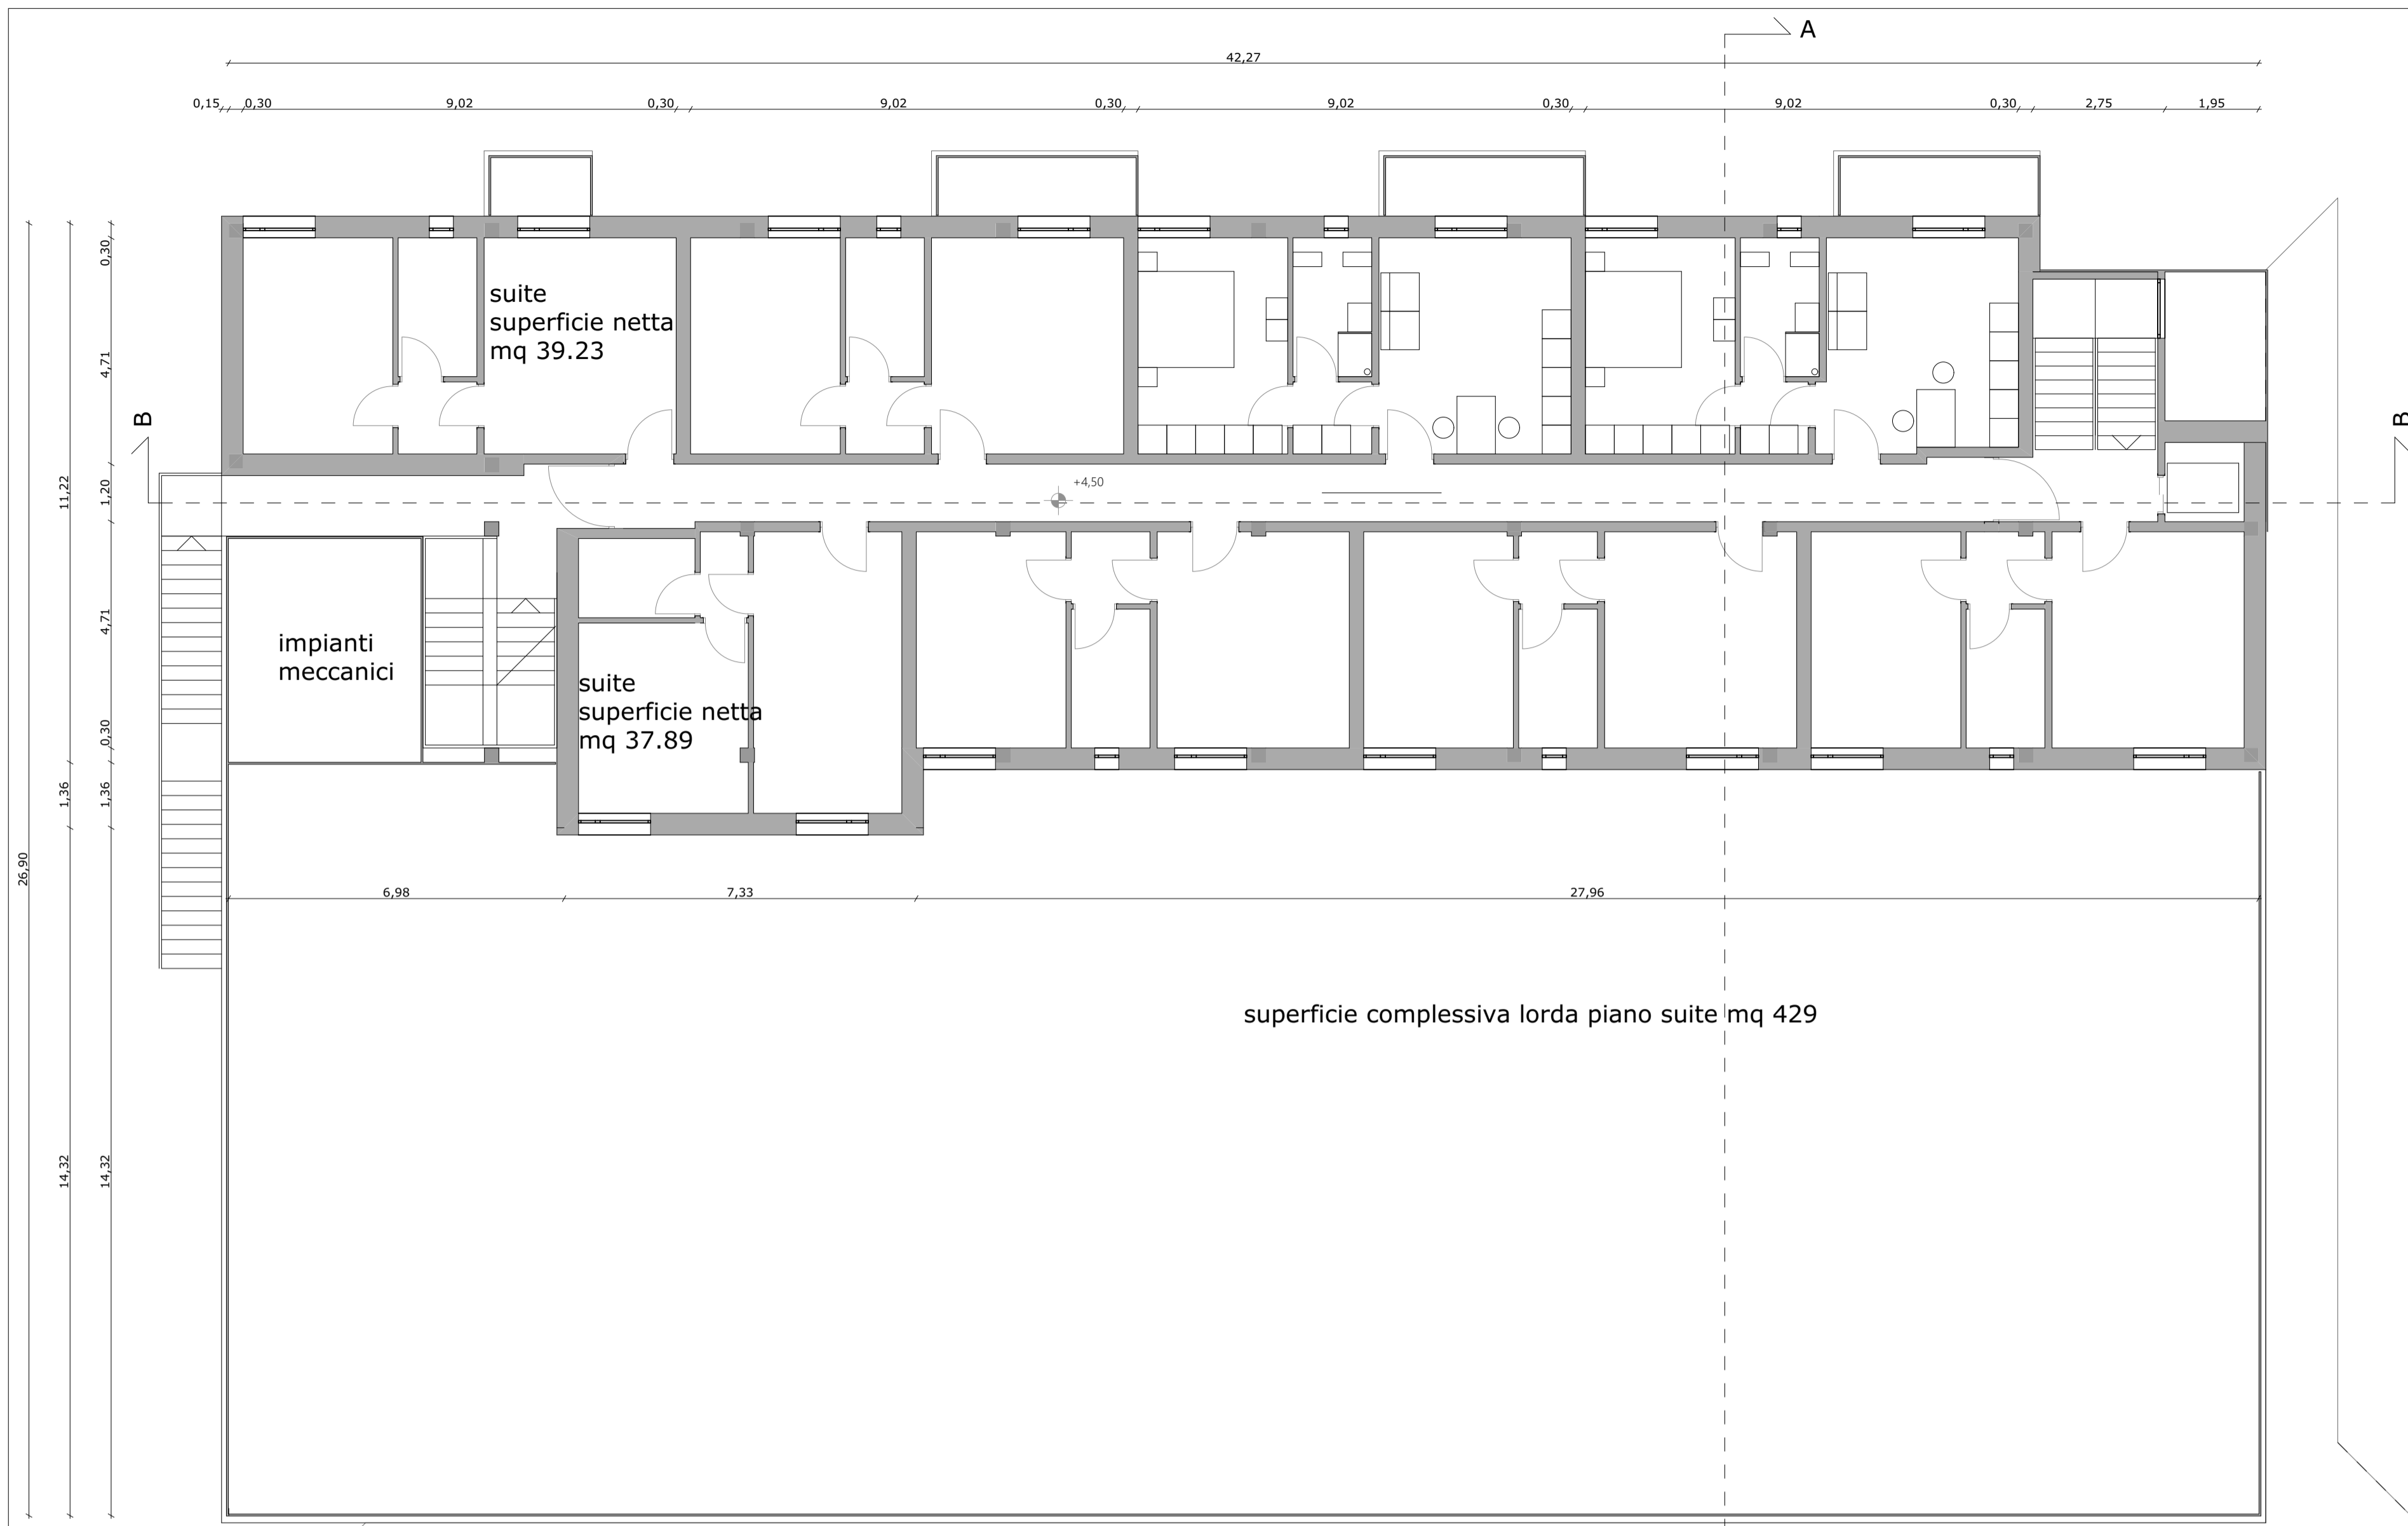 A
42,27
0,15 0,30 9,02 0,30 9,02 0,30 9,02 0,30 9,02 0,30 2,75 1,95
0,30
suite
superficie netta
mq 39.23
4,71
B
B
+4,50
11,22
1,20
4,71
impianti
meccanici
suite
superficie netta
mq 37.89
0,30
1,36
1,36
26,90
6,98 7,33 27,96
superficie complessiva lorda piano suite mq 429
14,32
14,32